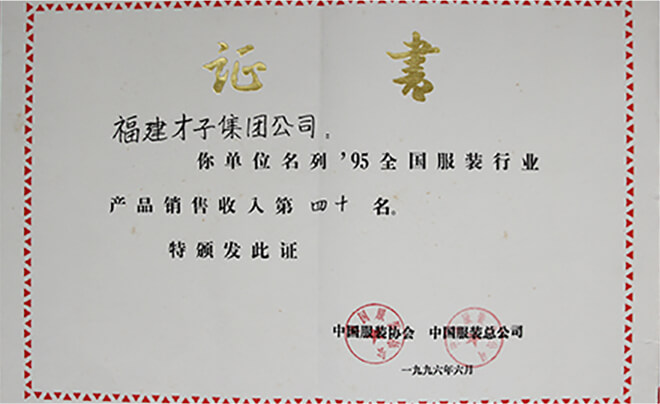 证书
福建才子集团公司：
你单位名列'95全国服装行业
产品销售收入第四十名。
特颁发此证
中国服装协会 中国服装总公司
一九九六年六月